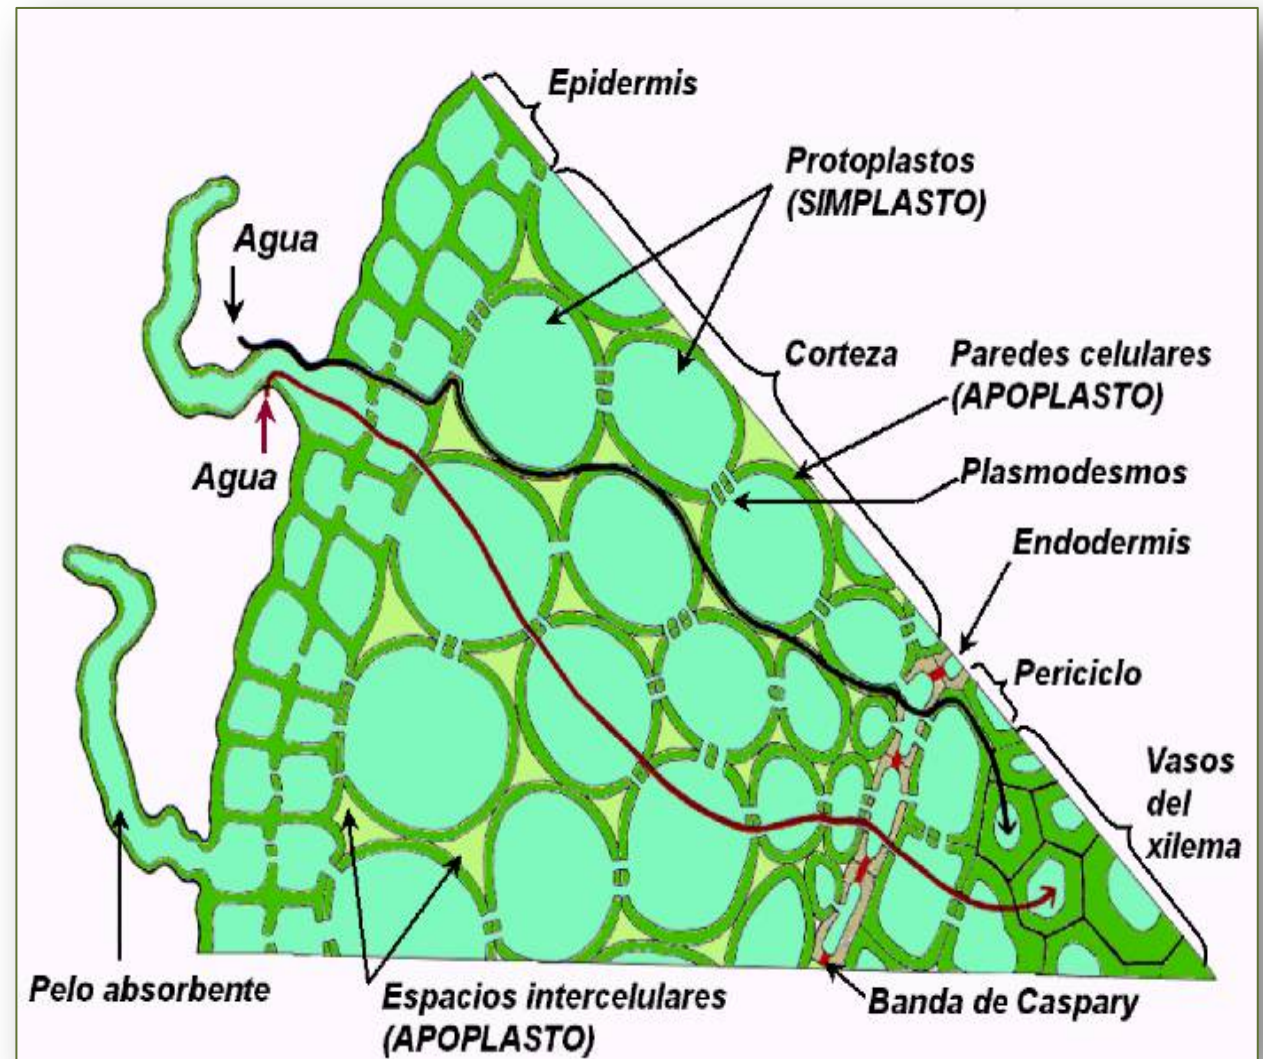 Epidermis
Protoplastos
(SIMPLASTO)
Agua
Corteza
Paredes celulares
(APOPLASTO)
Plasmodesmos
Agua
Endodermis
Periciclo
Vasos
del
xilema
Pelo absorbente
Espacios intercelulares
(APOPLASTO)
Banda de Caspary